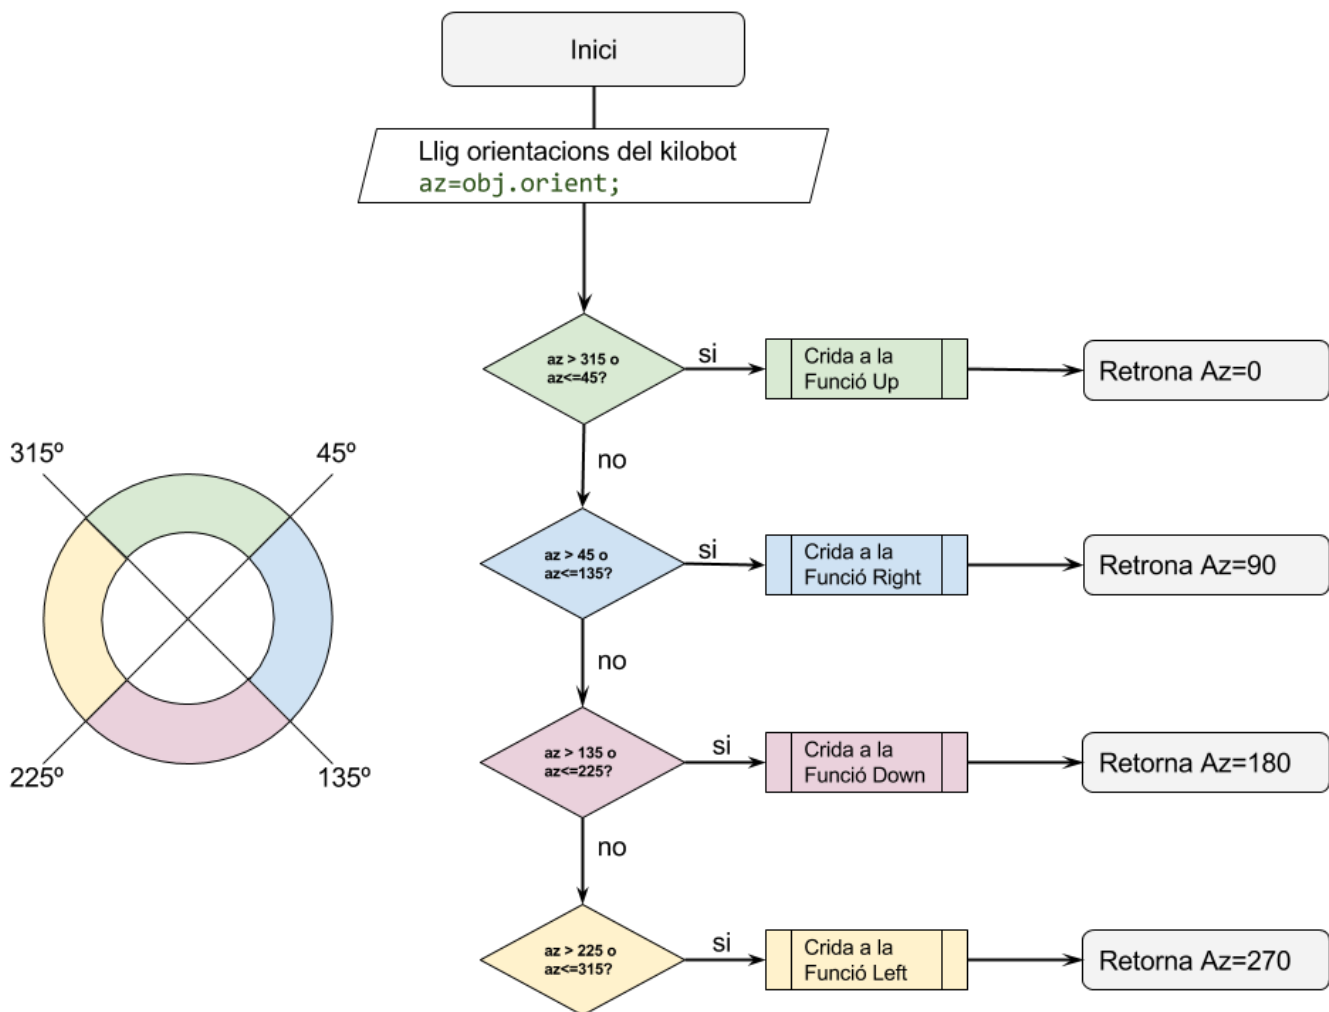 Inici
Llig orientacions del kilobot
az=obj.orient;
az > 315 o
az<=45?
si
Crida a la
Funció Up
Retrona Az=0
no
315º
45º
az > 45 o
az<=135?
si
Crida a la
Funció Right
Retrona Az=90
no
225º
135º
az > 135 o
az<=225?
si
Crida a la
Funció Down
Retorna Az=180
no
az > 225 o
az<=315?
si
Crida a la
Funció Left
Retorna Az=270